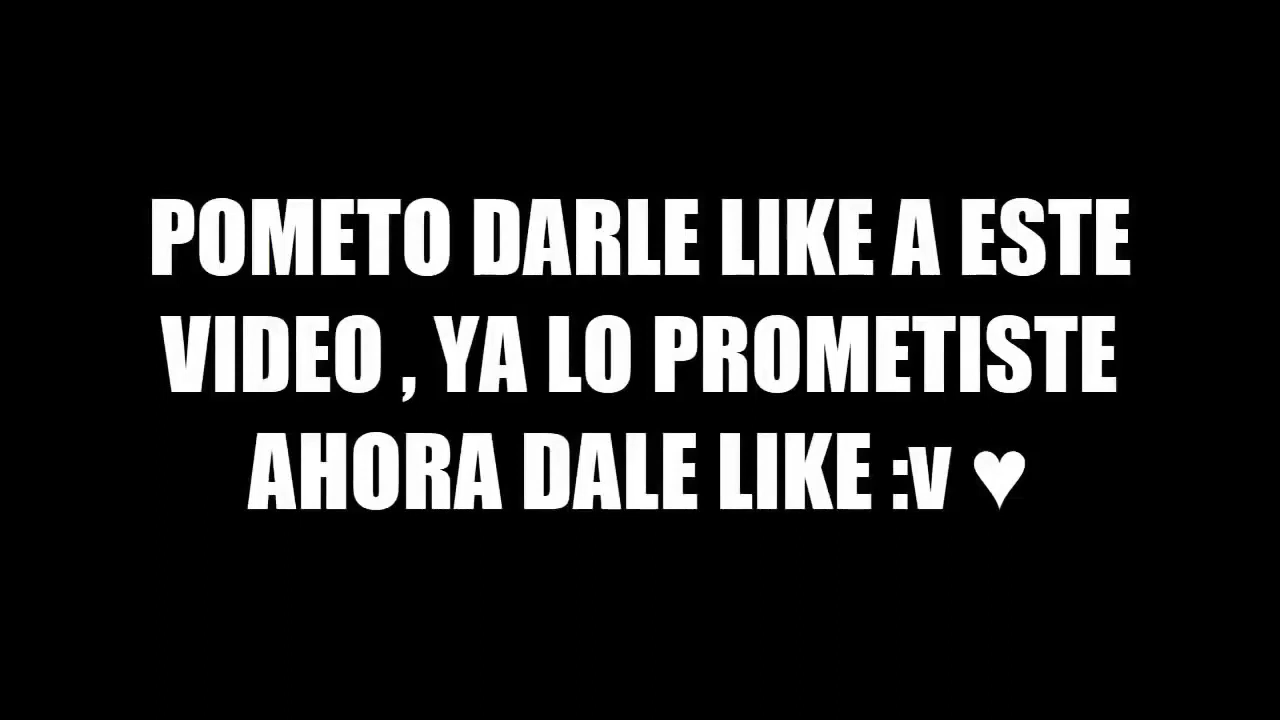 POMETO DARLE LIKE A ESTE
VIDEO , YA LO PROMETISTE
AHORA DALE LIKE :v ♥